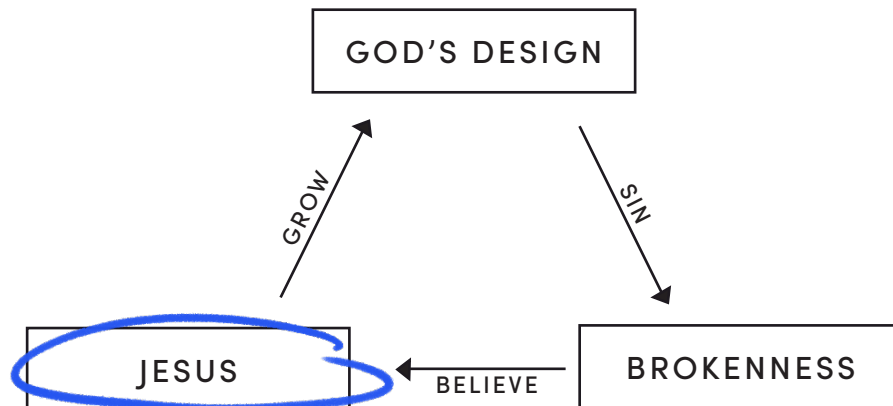 GOD'S DESIGN
GROW
SIN
JESUS
BELIEVE
BROKENNESS